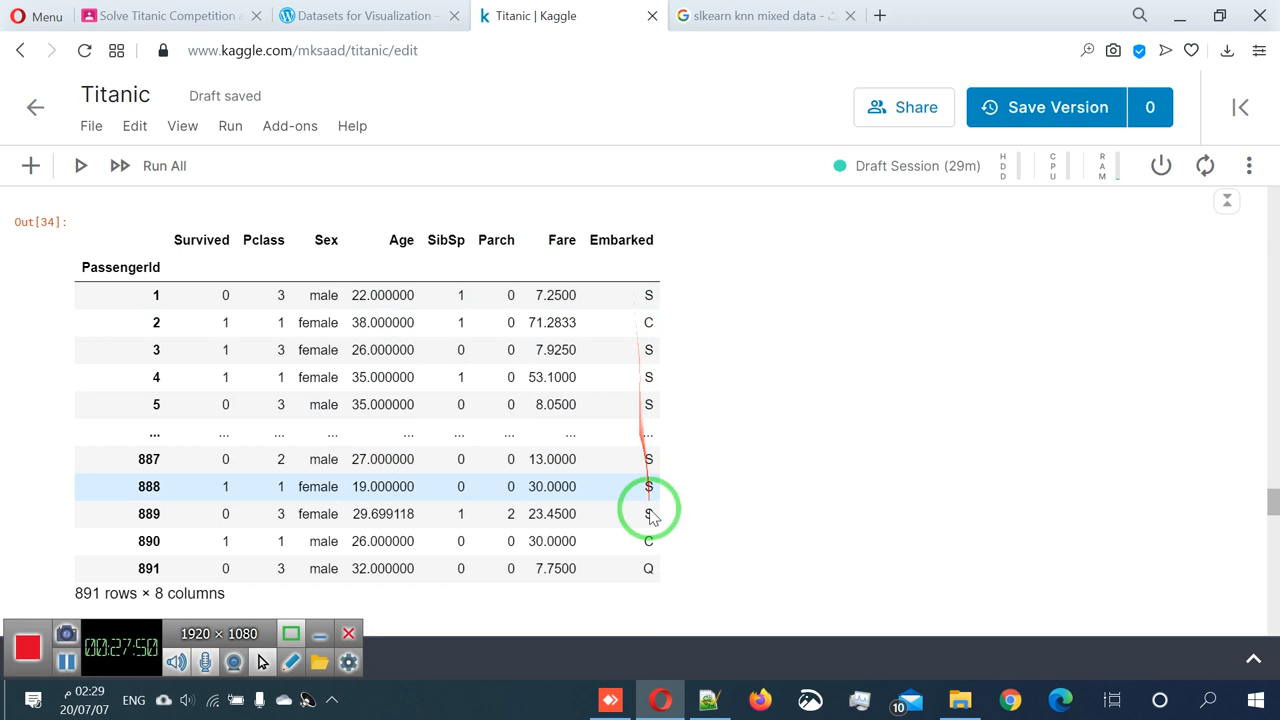 Menu
Solve Titanic Competition
Datasets for Visualization –
Titanic | Kaggle
slkearn knn mixed data -
www.kaggle.com/mksaad/titanic/edit
Titanic
Draft saved
Share
Save Version
0
File Edit View Run Add-ons Help
Run All
Draft Session (29m)
HDD
CPU
RAM
Out[34]:
Survived Pclass Sex Age SibSp Parch Fare Embarked
PassengerId
1 0 3 male 22.000000 1 0 7.2500 S
2 1 1 female 38.000000 1 0 71.2833 C
3 1 3 female 26.000000 0 0 7.9250 S
4 1 1 female 35.000000 1 0 53.1000 S
5 0 3 male 35.000000 0 0 8.0500 S
... ... ... ... ... ... ... ... ...
887 0 2 male 27.000000 0 0 13.0000 S
888 1 1 female 19.000000 0 0 30.0000 S
889 0 3 female 29.699118 1 2 23.4500 S
890 1 1 male 26.000000 0 0 30.0000 C
891 0 3 male 32.000000 0 0 7.7500 Q
891 rows × 8 columns
1920 × 1080
00:27:50
02:29 م
ENG
20/07/07
10